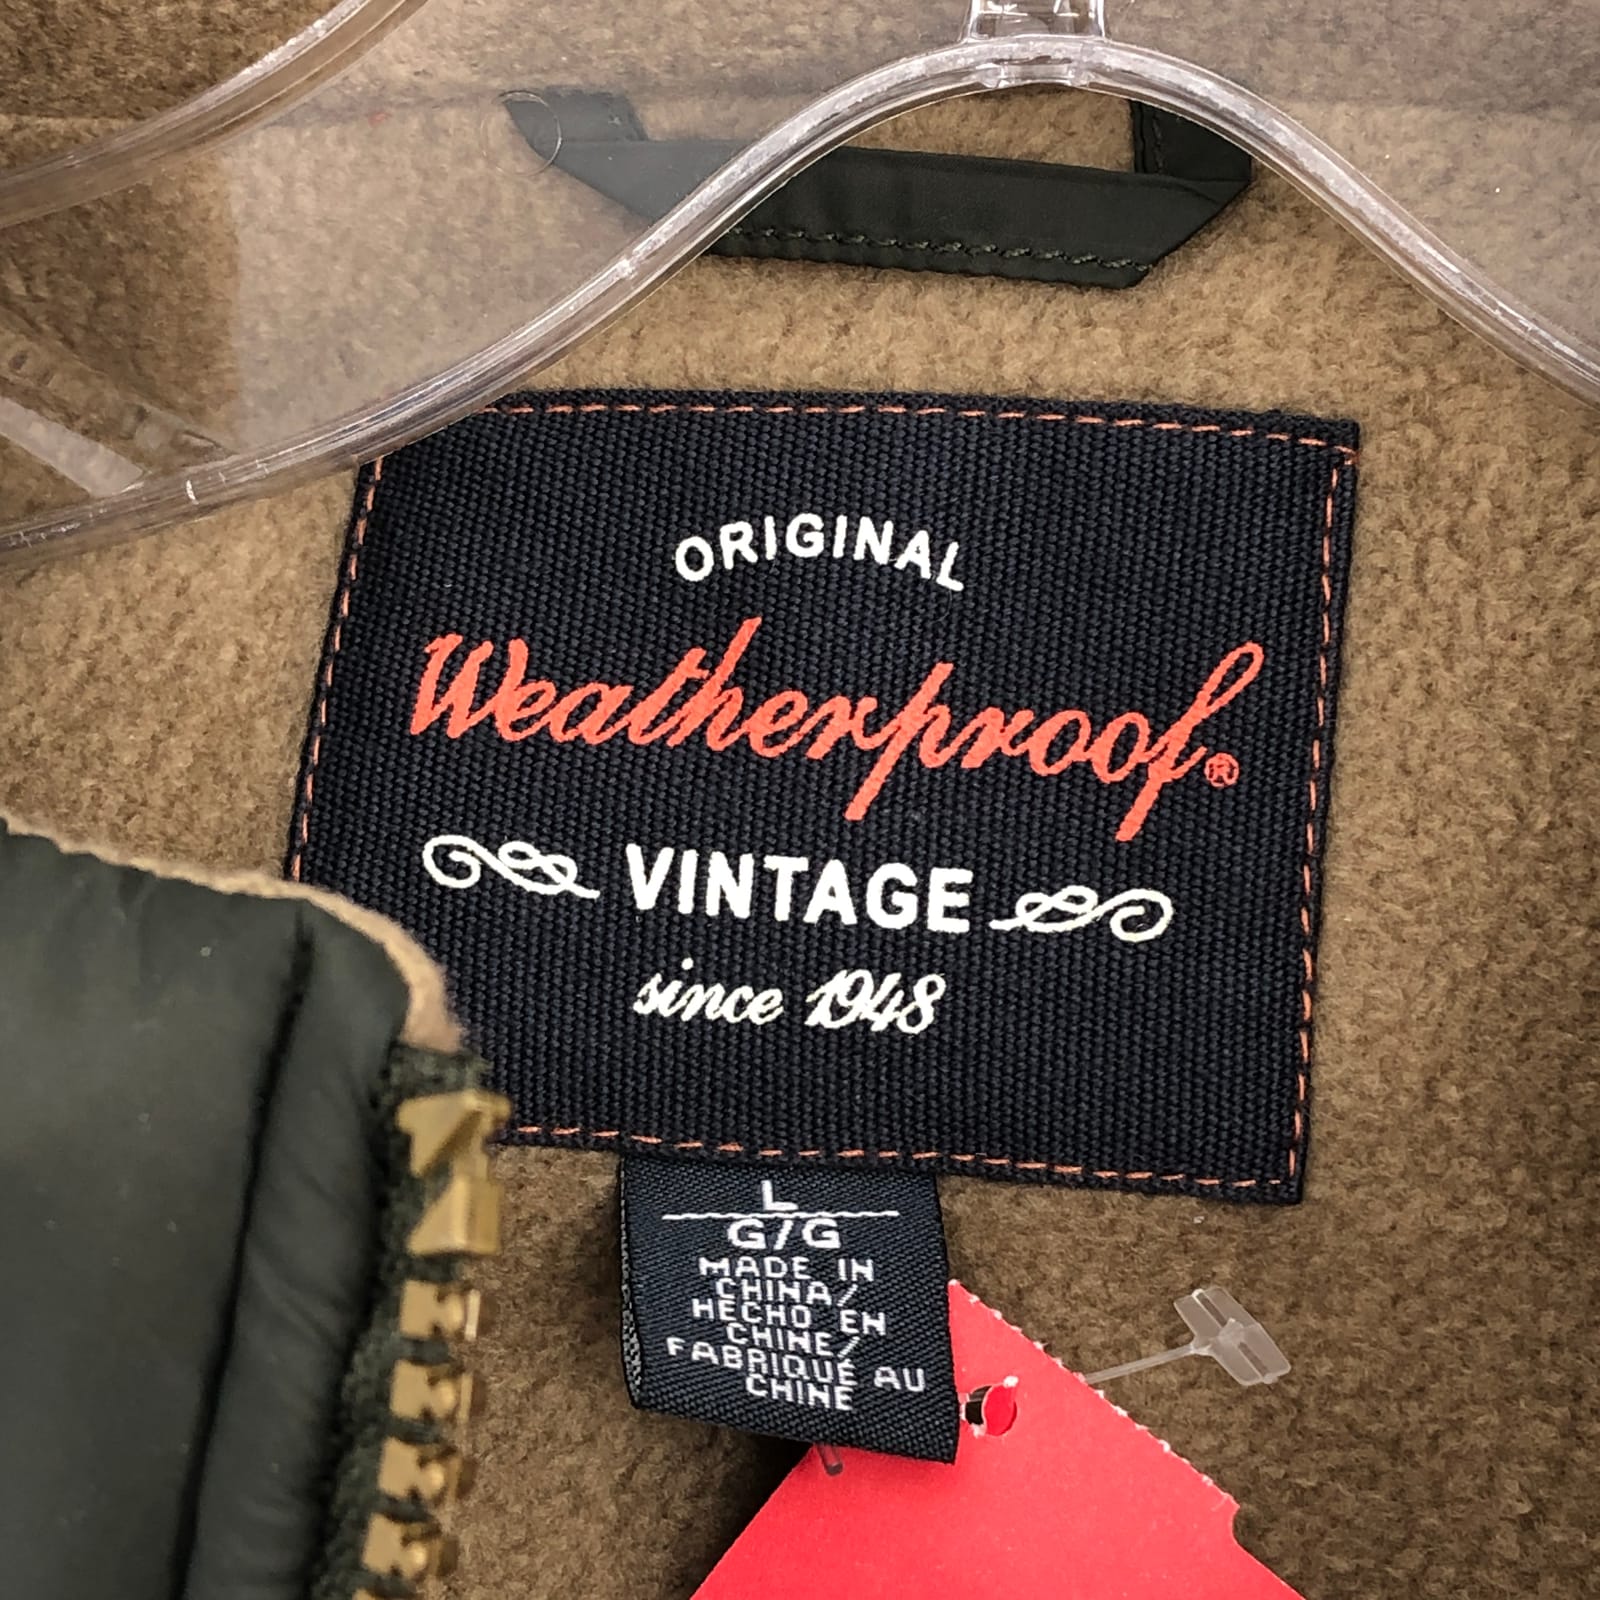 ORIGINAL
Weatherproof®
VINTAGE
since 1948
L
G/G
MADE IN
CHINA/
HECHO EN
CHINE/
FABRIQUÉ AU
CHINE